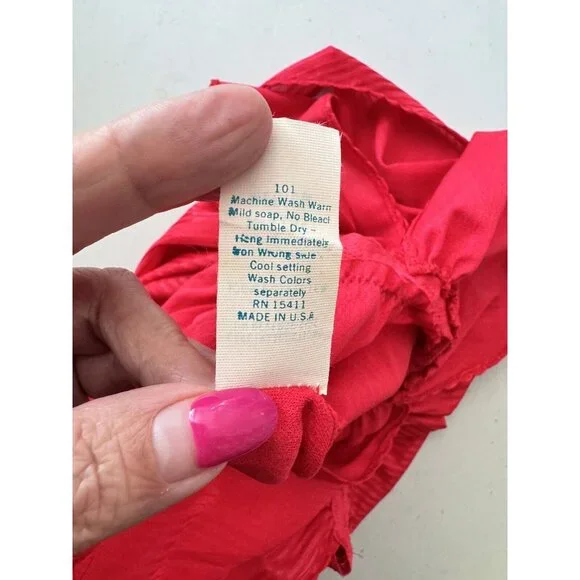 101
Machine Wash Warm
Mild soap, No Bleach
Tumble Dry -
Hang Immediately
Iron Wrong side
Cool setting
Wash Colors
separately
RN 15411
MADE IN U.S.A